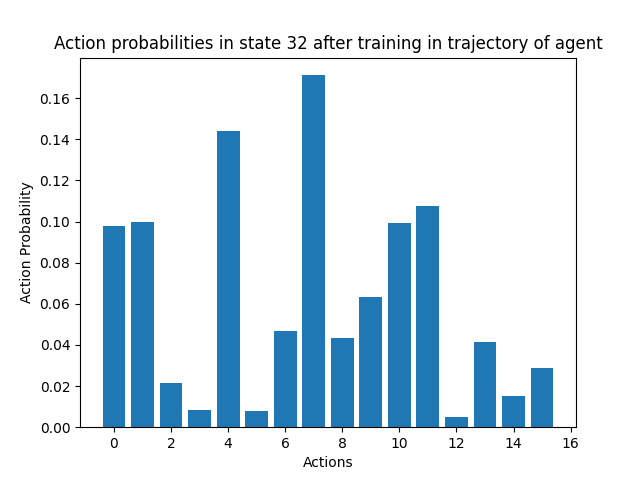 Action probabilities in state 32 after training in trajectory of agent
0.16
0.14
0.12
0.10
0.08
0.06
0.04
0.02
0.00
Action Probability
0 2 4 6 8 10 12 14 16
Actions